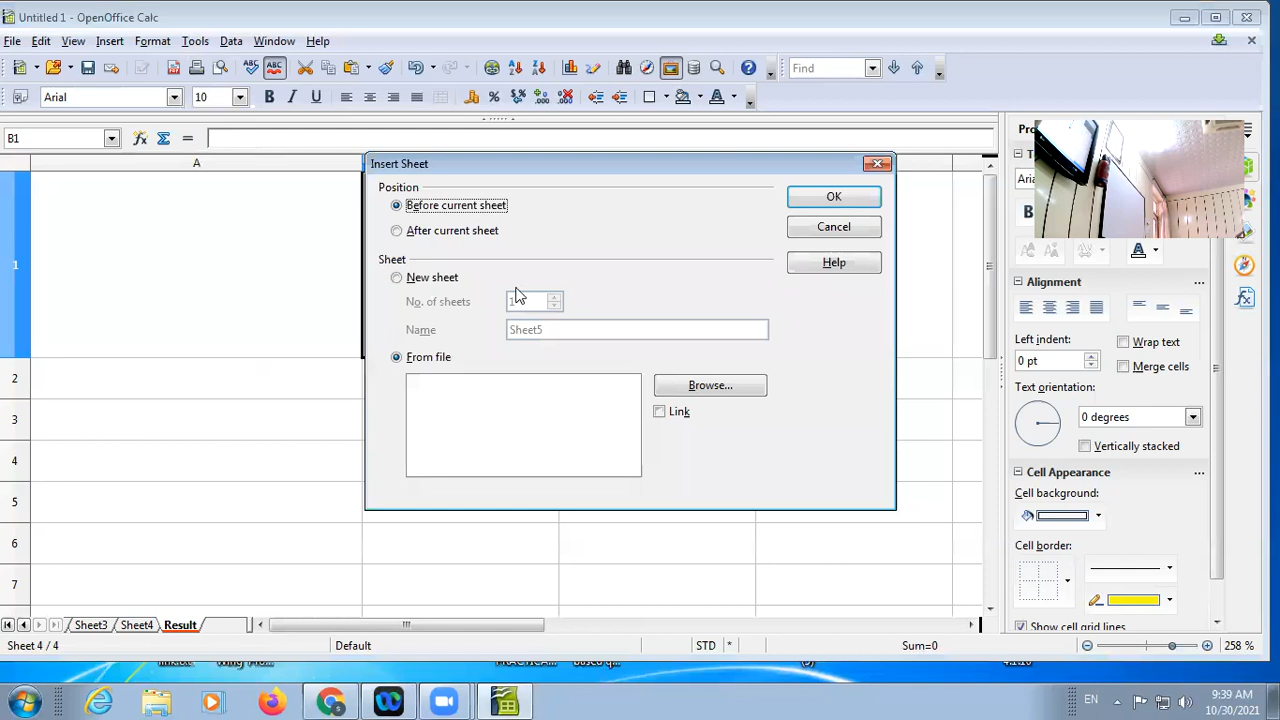 Untitled 1 - OpenOffice Calc
File Edit View Insert Format Tools Data Window Help
Find
Arial 10
B1
A
Insert Sheet
Position
Before current sheet
After current sheet
OK
Cancel
Help
Sheet
New sheet
No. of sheets
Name Sheet5
From file
Browse...
Link
1
2
3
4
5
6
7
Alignment
Left indent:
0 pt
Wrap text
Merge cells
Text orientation:
0 degrees
Vertically stacked
Cell Appearance
Cell background:
Cell border:
Show cell grid lines
Sheet3 Sheet4 Result
Sheet 4 / 4 Default STD * Sum=0 258 %
EN
9:39 AM
10/30/2021